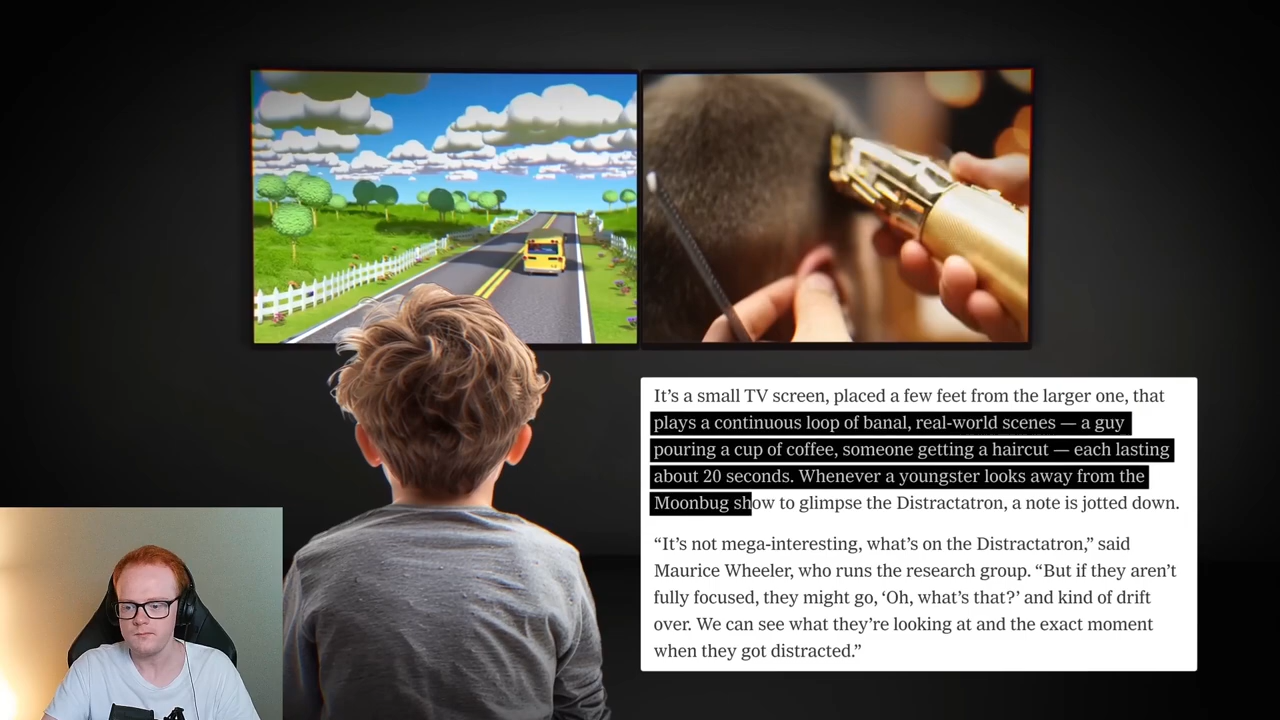 It’s a small TV screen, placed a few feet from the larger one, that
plays a continuous loop of banal, real-world scenes — a guy
pouring a cup of coffee, someone getting a haircut — each lasting
about 20 seconds. Whenever a youngster looks away from the
Moonbug show to glimpse the Distractatron, a note is jotted down.
“It’s not mega-interesting, what’s on the Distractatron,” said
Maurice Wheeler, who runs the research group. “But if they aren’t
fully focused, they might go, ‘Oh, what’s that?’ and kind of drift
over. We can see what they’re looking at and the exact moment
when they got distracted.”